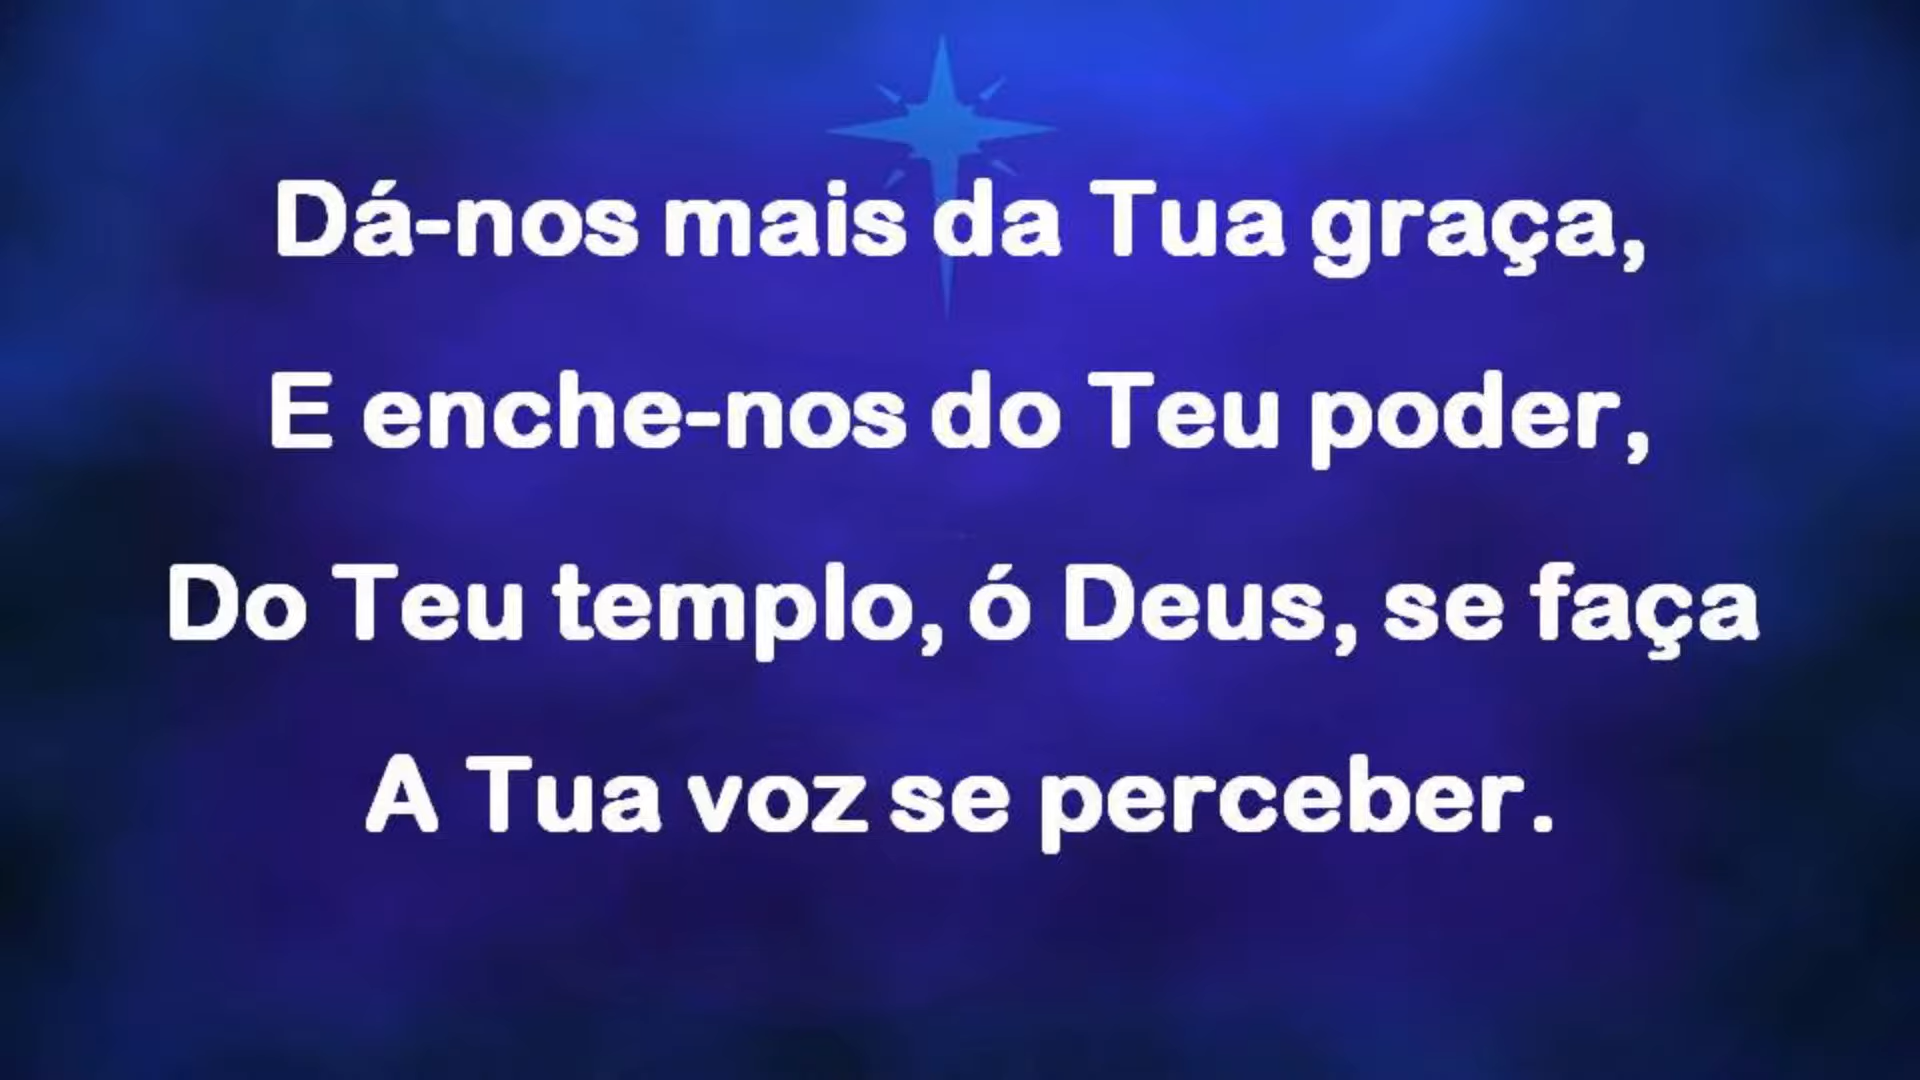 Dá-nos mais da Tua graça,
E enche-nos do Teu poder,
Do Teu templo, ó Deus, se faça
A Tua voz se perceber.